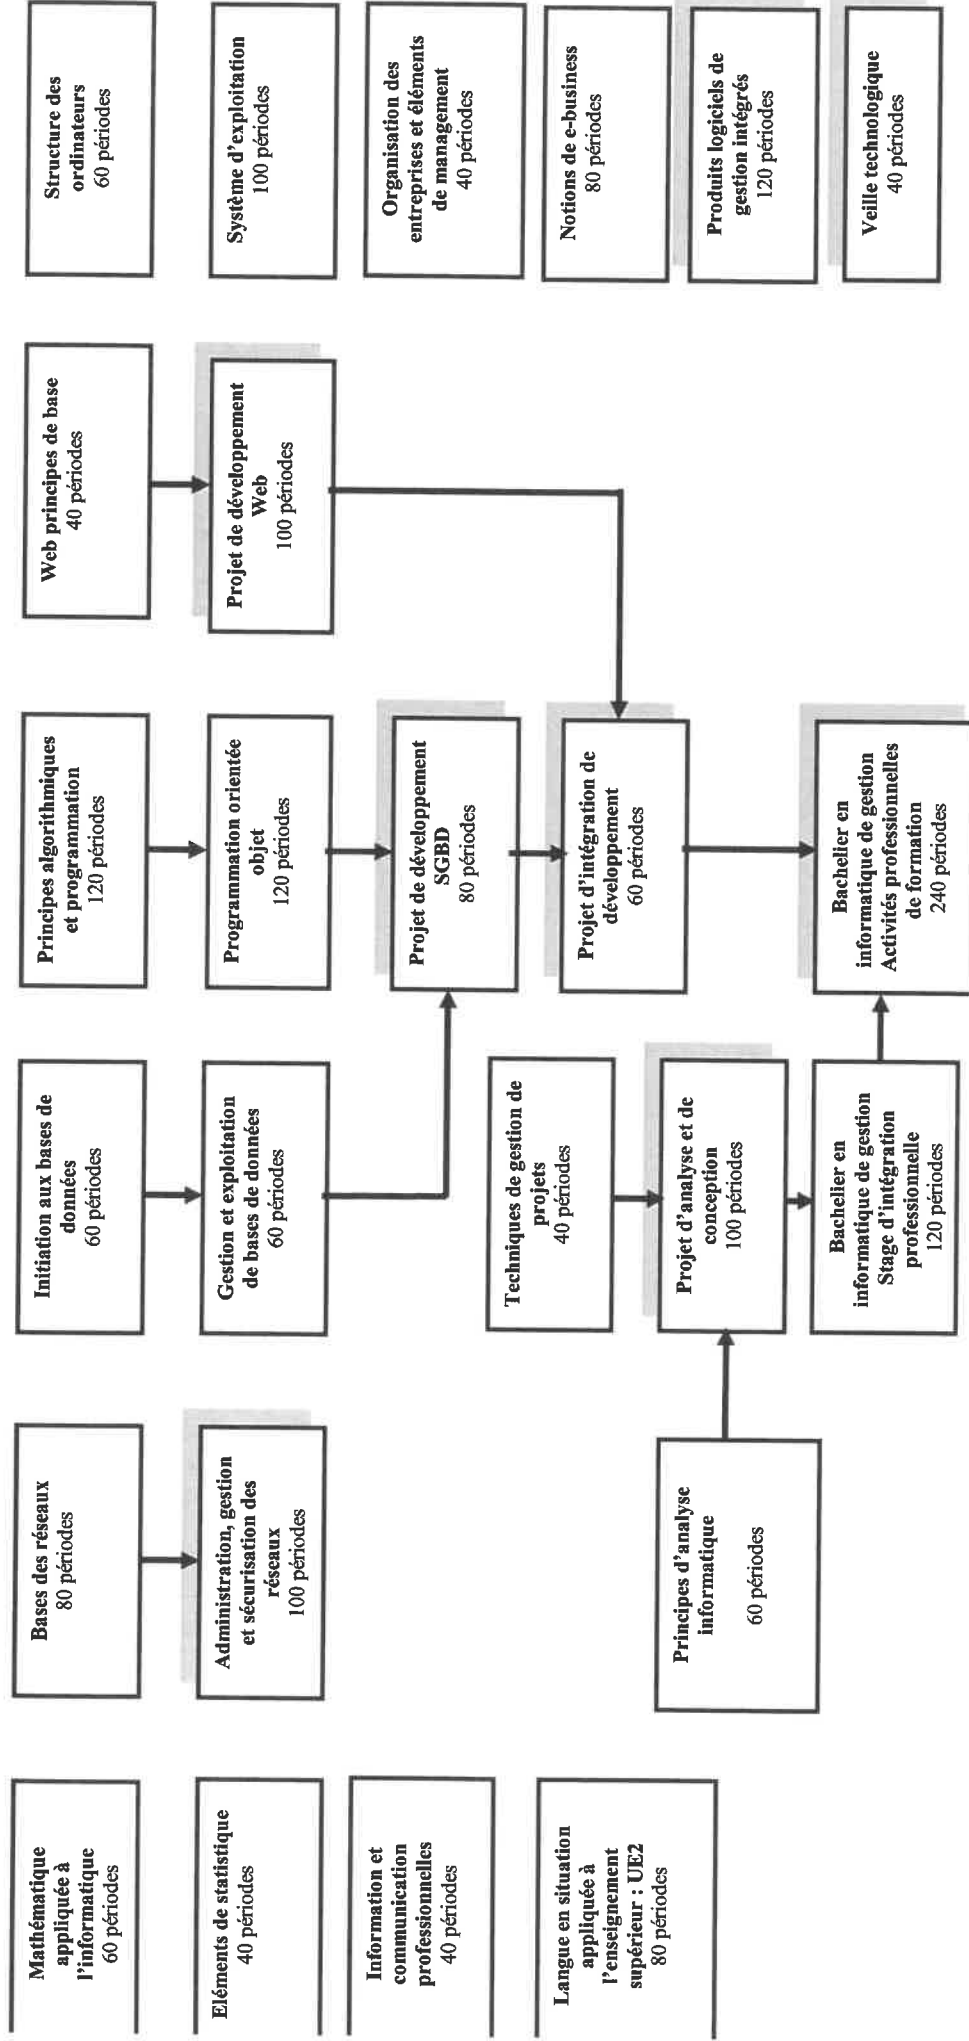 Mathématique
appliquée à
l'informatique
60 périodes
Eléments de statistique
40 périodes
Information et
communication
professionnelles
40 périodes
Langue en situation
appliquée à
l'enseignement
supérieur : UE2
80 périodes
Bases des réseaux
80 périodes
Administration, gestion
et sécurisation des
réseaux
100 périodes
Principes d'analyse
informatique
60 périodes
Initiation aux bases de
données
60 périodes
Gestion et exploitation
de bases de données
60 périodes
Techniques de gestion de
projets
40 périodes
Projet d'analyse et de
conception
100 périodes
Bachelier en
informatique de gestion
Stage d'intégration
professionnelle
120 périodes
Principes algorithmiques
et programmation
120 périodes
Programmation orientée
objet
120 périodes
Projet de développement
SGBD
80 périodes
Projet d'intégration de
développement
60 périodes
Bachelier en
informatique de gestion
Activités professionnelles
de formation
240 périodes
Web principes de base
40 périodes
Projet de développement
Web
100 périodes
Structure des
ordinateurs
60 périodes
Système d'exploitation
100 périodes
Organisation des
entreprises et éléments
de management
40 périodes
Notions de e-business
80 périodes
Produits logiciels de
gestion intégrés
120 périodes
Veille technologique
40 périodes